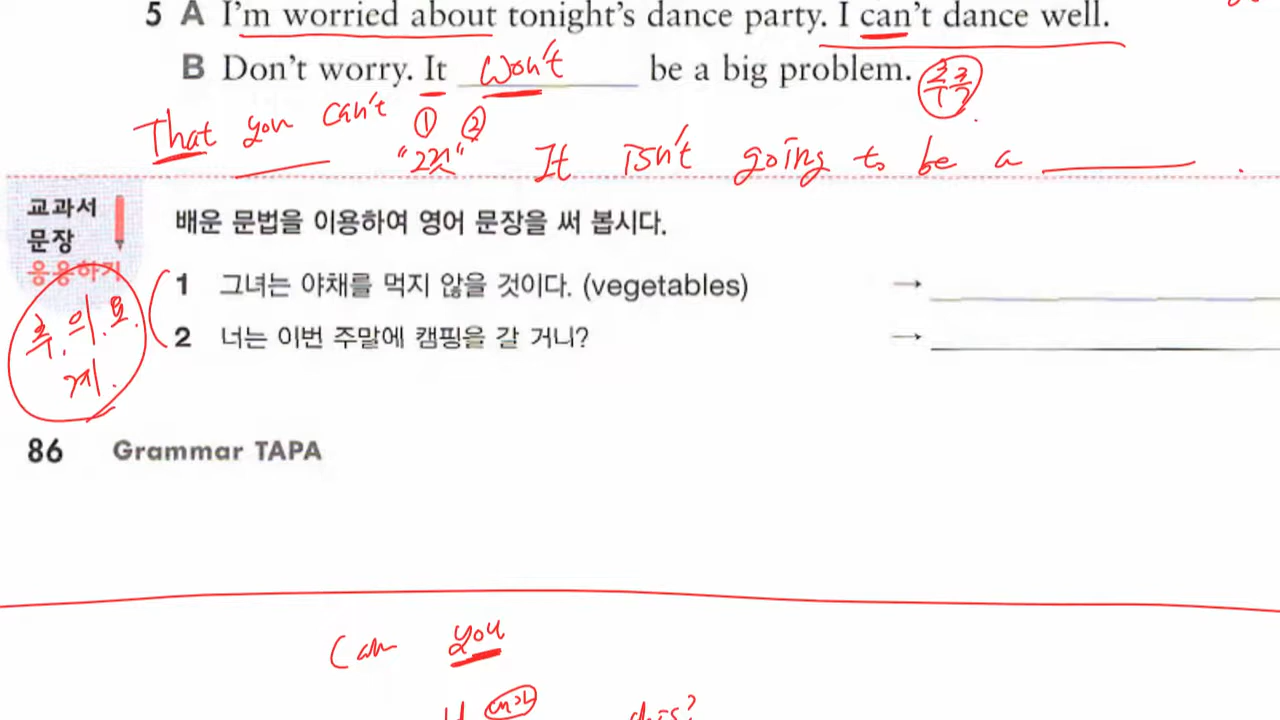 5 A I'm worried about tonight's dance party. I can't dance well.
B Don't worry. It won't be a big problem. 추측
That you can't ① ②
"그것" It isn't going to be a
교과서
문장
응용하기
배운 문법을 이용하여 영어 문장을 써 봅시다.
1 그녀는 야채를 먹지 않을 것이다. (vegetables) →
2 너는 이번 주말에 캠핑을 갈 거니? →
추. 의. 요.
계.
86 Grammar TAPA
Can you
this?